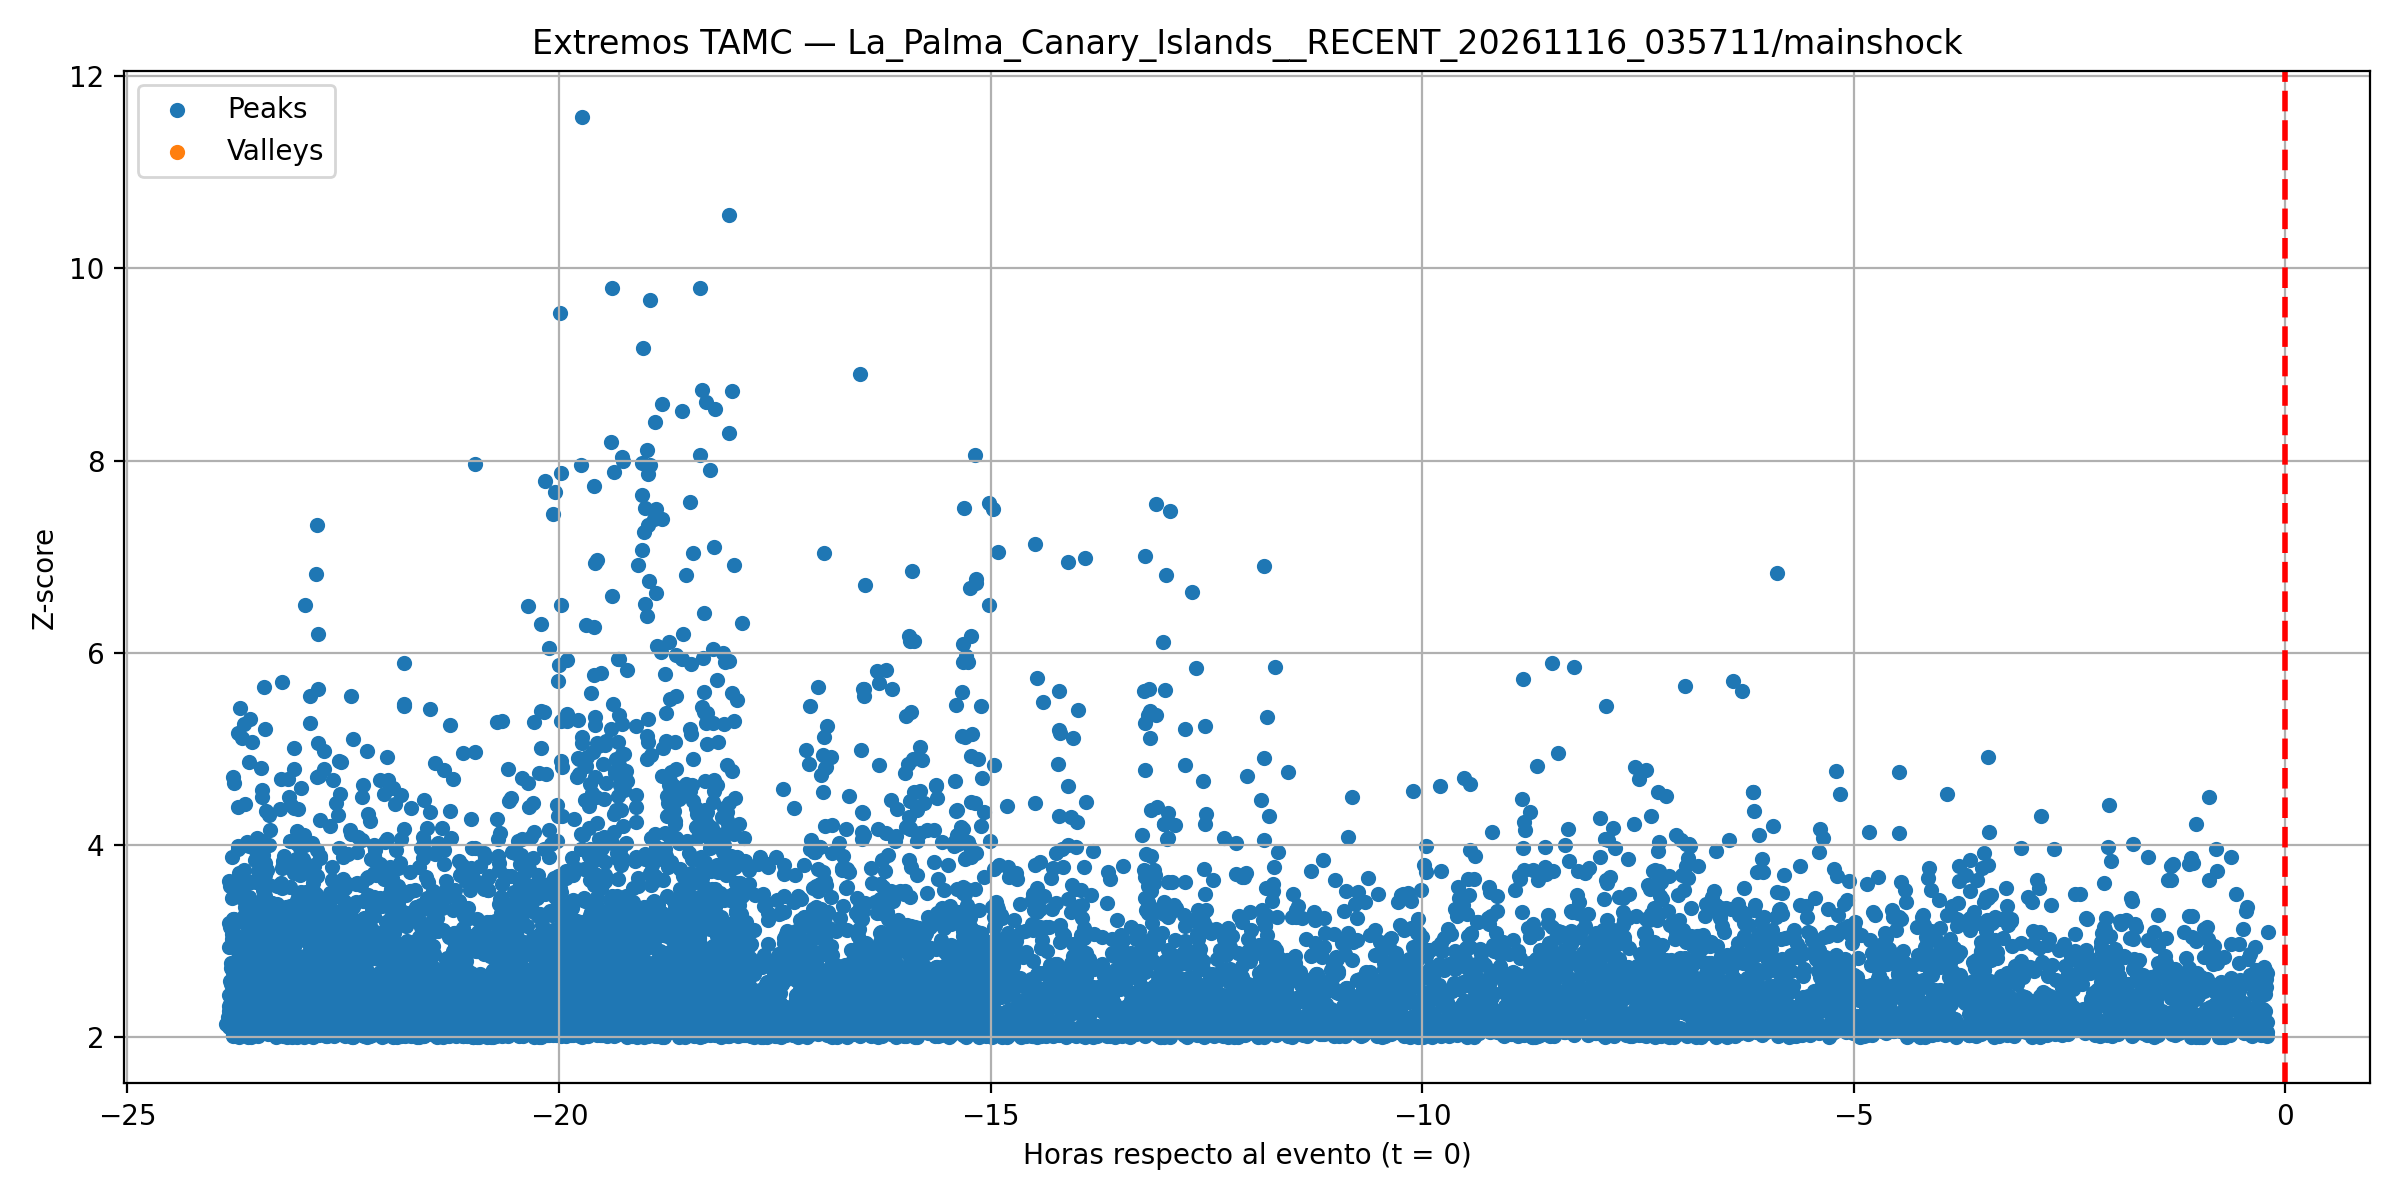 Extremos TAMC — La_Palma_Canary_Islands__RECENT_20261116_035711/mainshock
Peaks
Valleys
Z-score
12
10
8
6
4
2
−25
−20
−15
−10
−5
0
Horas respecto al evento (t = 0)